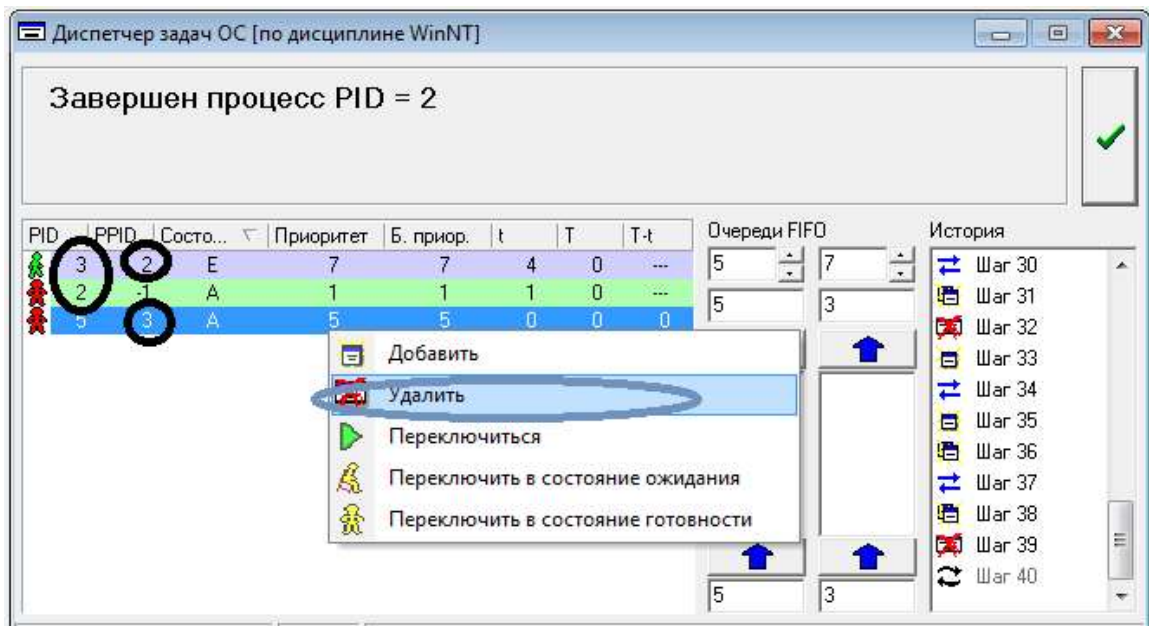 Диспетчер задач ОС [по дисциплине WinNT]
Завершен процесс PID = 2
PID PPID Состо... Приоритет Б. приор. t T T-t
3 2 E 7 7 4 0 ---
2 -1 A 1 1 1 0 ---
5 3 A 5 5 0 0 0
Добавить
Удалить
Переключиться
Переключить в состояние ожидания
Переключить в состояние готовности
Очереди FIFO
5 7
5 3
5 3
История
Шаг 30
Шаг 31
Шаг 32
Шаг 33
Шаг 34
Шаг 35
Шаг 36
Шаг 37
Шаг 38
Шаг 39
Шаг 40